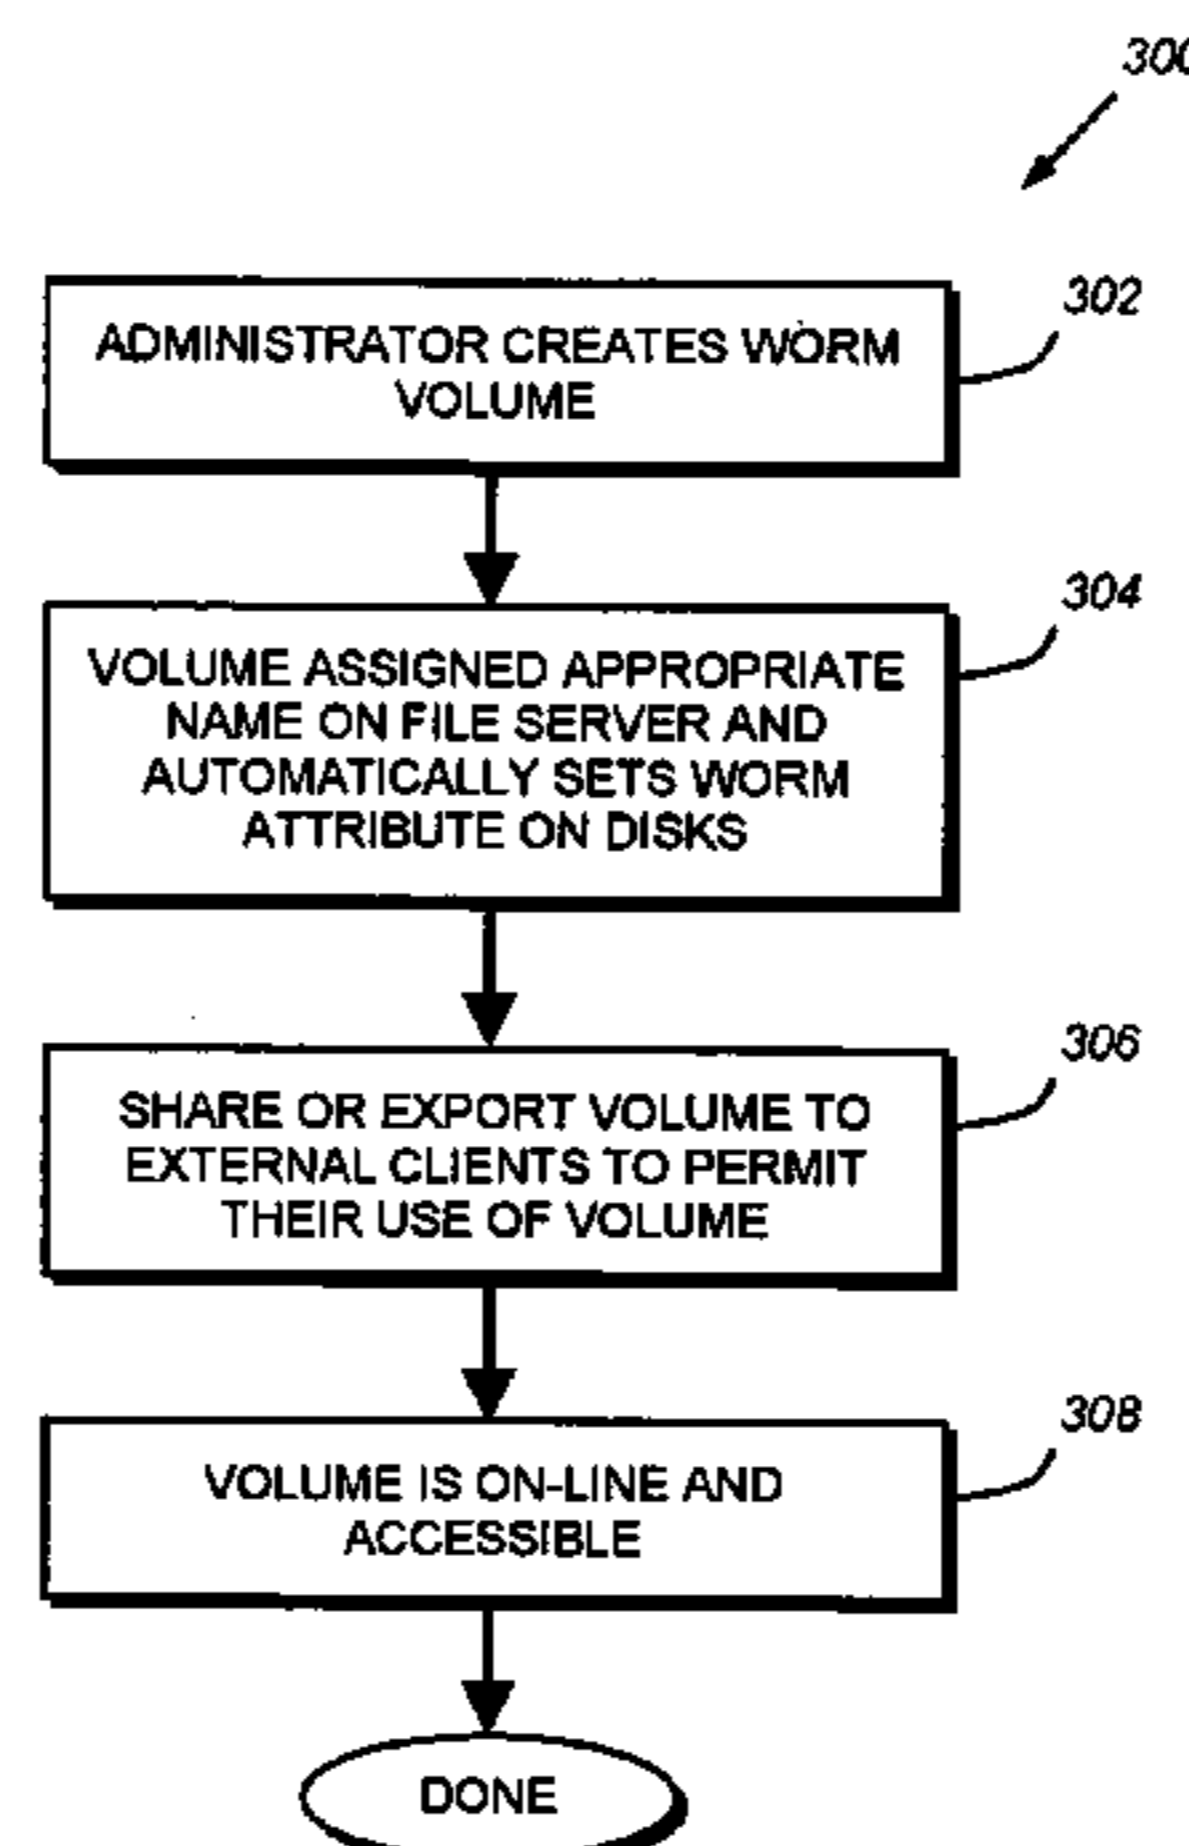 300
302
ADMINISTRATOR CREATES WORM
VOLUME
304
VOLUME ASSIGNED APPROPRIATE
NAME ON FILE SERVER AND
AUTOMATICALLY SETS WORM
ATTRIBUTE ON DISKS
306
SHARE OR EXPORT VOLUME TO
EXTERNAL CLIENTS TO PERMIT
THEIR USE OF VOLUME
308
VOLUME IS ON-LINE AND
ACCESSIBLE
DONE